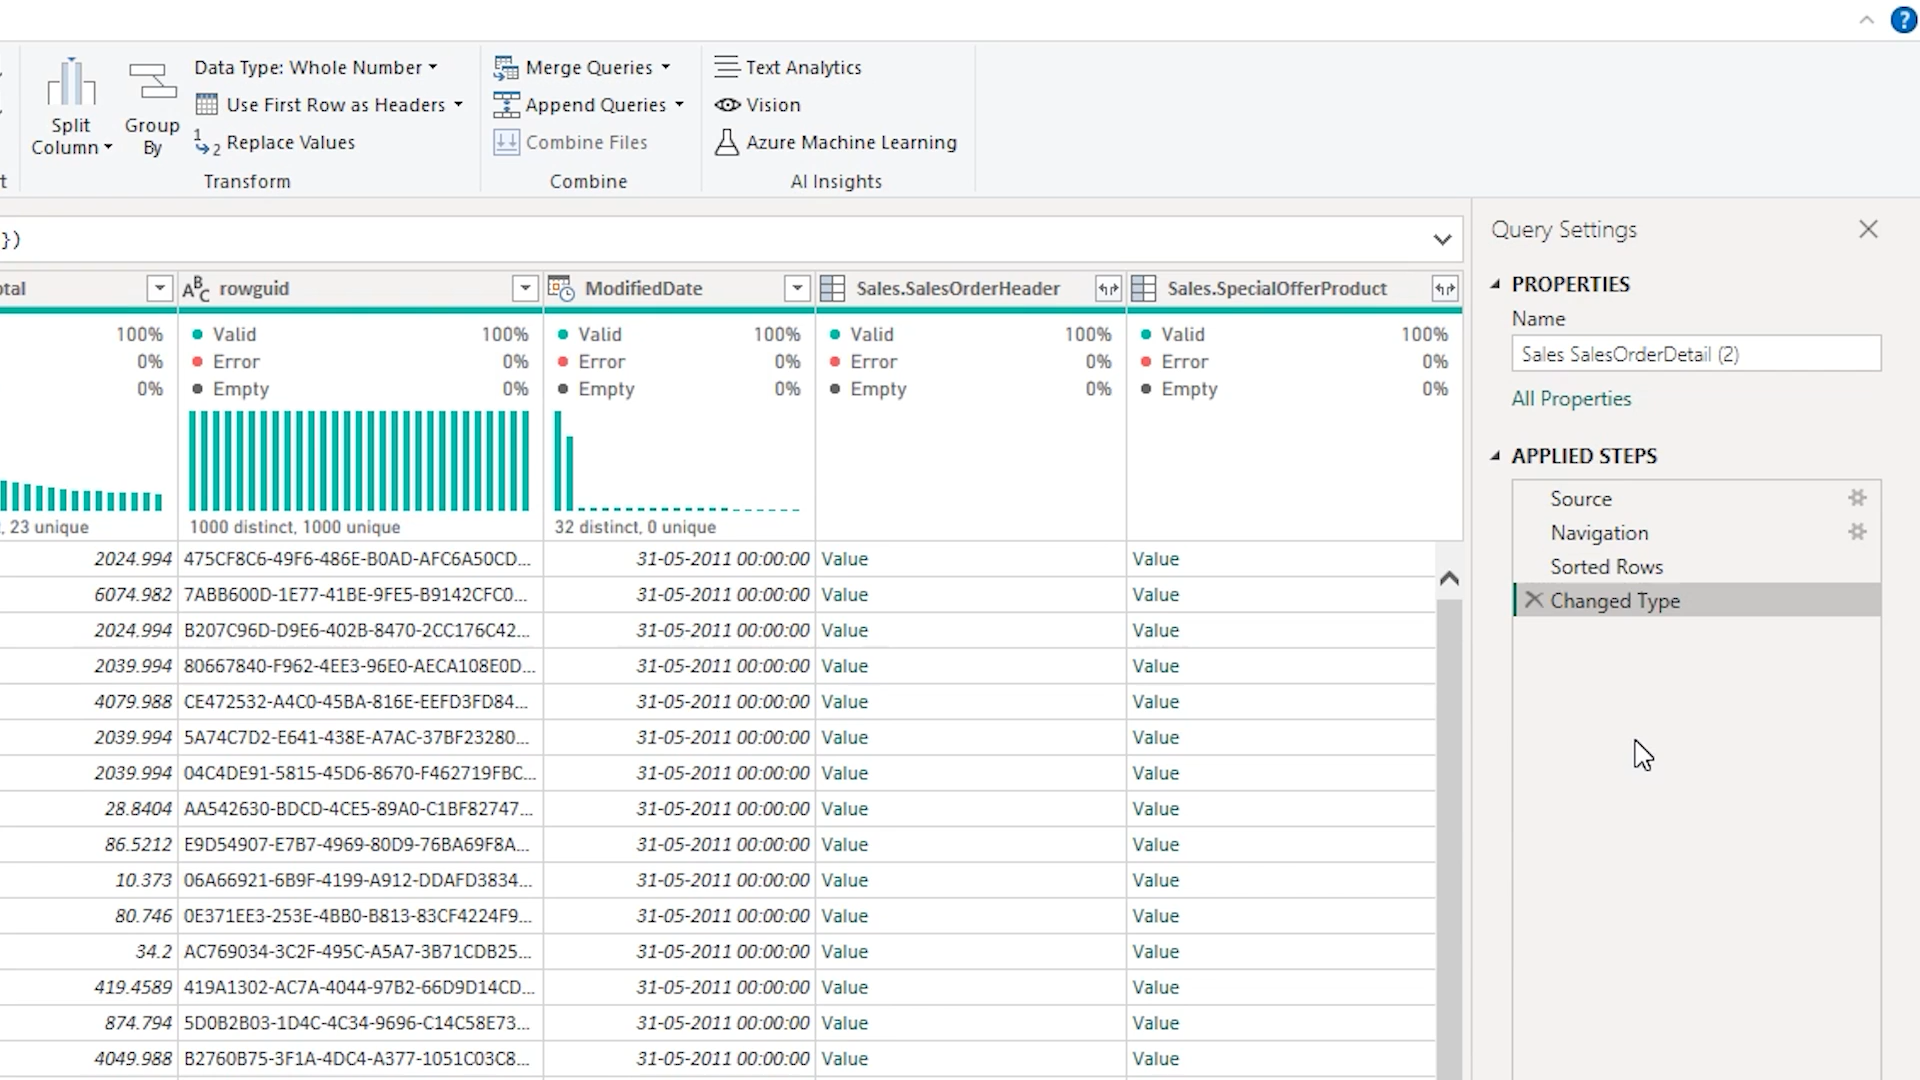 ?
Split
Column
Group
By
Data Type: Whole Number
Use First Row as Headers
1
2 Replace Values
Transform
Merge Queries
Append Queries
Combine Files
Combine
Text Analytics
Vision
Azure Machine Learning
AI Insights
t
})
Query Settings
PROPERTIES
Name
Sales SalesOrderDetail (2)
All Properties
APPLIED STEPS
Source
Navigation
Sorted Rows
Changed Type
otal
ABC rowguid
ModifiedDate
Sales.SalesOrderHeader
Sales.SpecialOfferProduct
100% Valid 100% Valid 100% Valid 100% Valid 100%
0% Error 0% Error 0% Error 0% Error 0%
0% Empty 0% Empty 0% Empty 0% Empty 0%
, 23 unique 1000 distinct, 1000 unique 32 distinct, 0 unique
2024.994 475CF8C6-49F6-486E-B0AD-AFC6A50CD... 31-05-2011 00:00:00 Value Value
6074.982 7ABB600D-1E77-41BE-9FE5-B9142CFC0... 31-05-2011 00:00:00 Value Value
2024.994 B207C96D-D9E6-402B-8470-2CC176C42... 31-05-2011 00:00:00 Value Value
2039.994 80667840-F962-4EE3-96E0-AECA108E0D... 31-05-2011 00:00:00 Value Value
4079.988 CE472532-A4C0-45BA-816E-EEFD3FD84... 31-05-2011 00:00:00 Value Value
2039.994 5A74C7D2-E641-438E-A7AC-37BF23280... 31-05-2011 00:00:00 Value Value
2039.994 04C4DE91-5815-45D6-8670-F462719FBC... 31-05-2011 00:00:00 Value Value
28.8404 AA542630-BDCD-4CE5-89A0-C1BF82747... 31-05-2011 00:00:00 Value Value
86.5212 E9D54907-E7B7-4969-80D9-76BA69F8A... 31-05-2011 00:00:00 Value Value
10.373 06A66921-6B9F-4199-A912-DDAFD3834... 31-05-2011 00:00:00 Value Value
80.746 0E371EE3-253E-4BB0-B813-83CF4224F9... 31-05-2011 00:00:00 Value Value
34.2 AC769034-3C2F-495C-A5A7-3B71CDB25... 31-05-2011 00:00:00 Value Value
419.4589 419A1302-AC7A-4044-97B2-66D9D14CD... 31-05-2011 00:00:00 Value Value
874.794 5D0B2B03-1D4C-4C34-9696-C14C58E73... 31-05-2011 00:00:00 Value Value
4049.988 B2760B75-3F1A-4DC4-A377-1051C03C8... 31-05-2011 00:00:00 Value Value